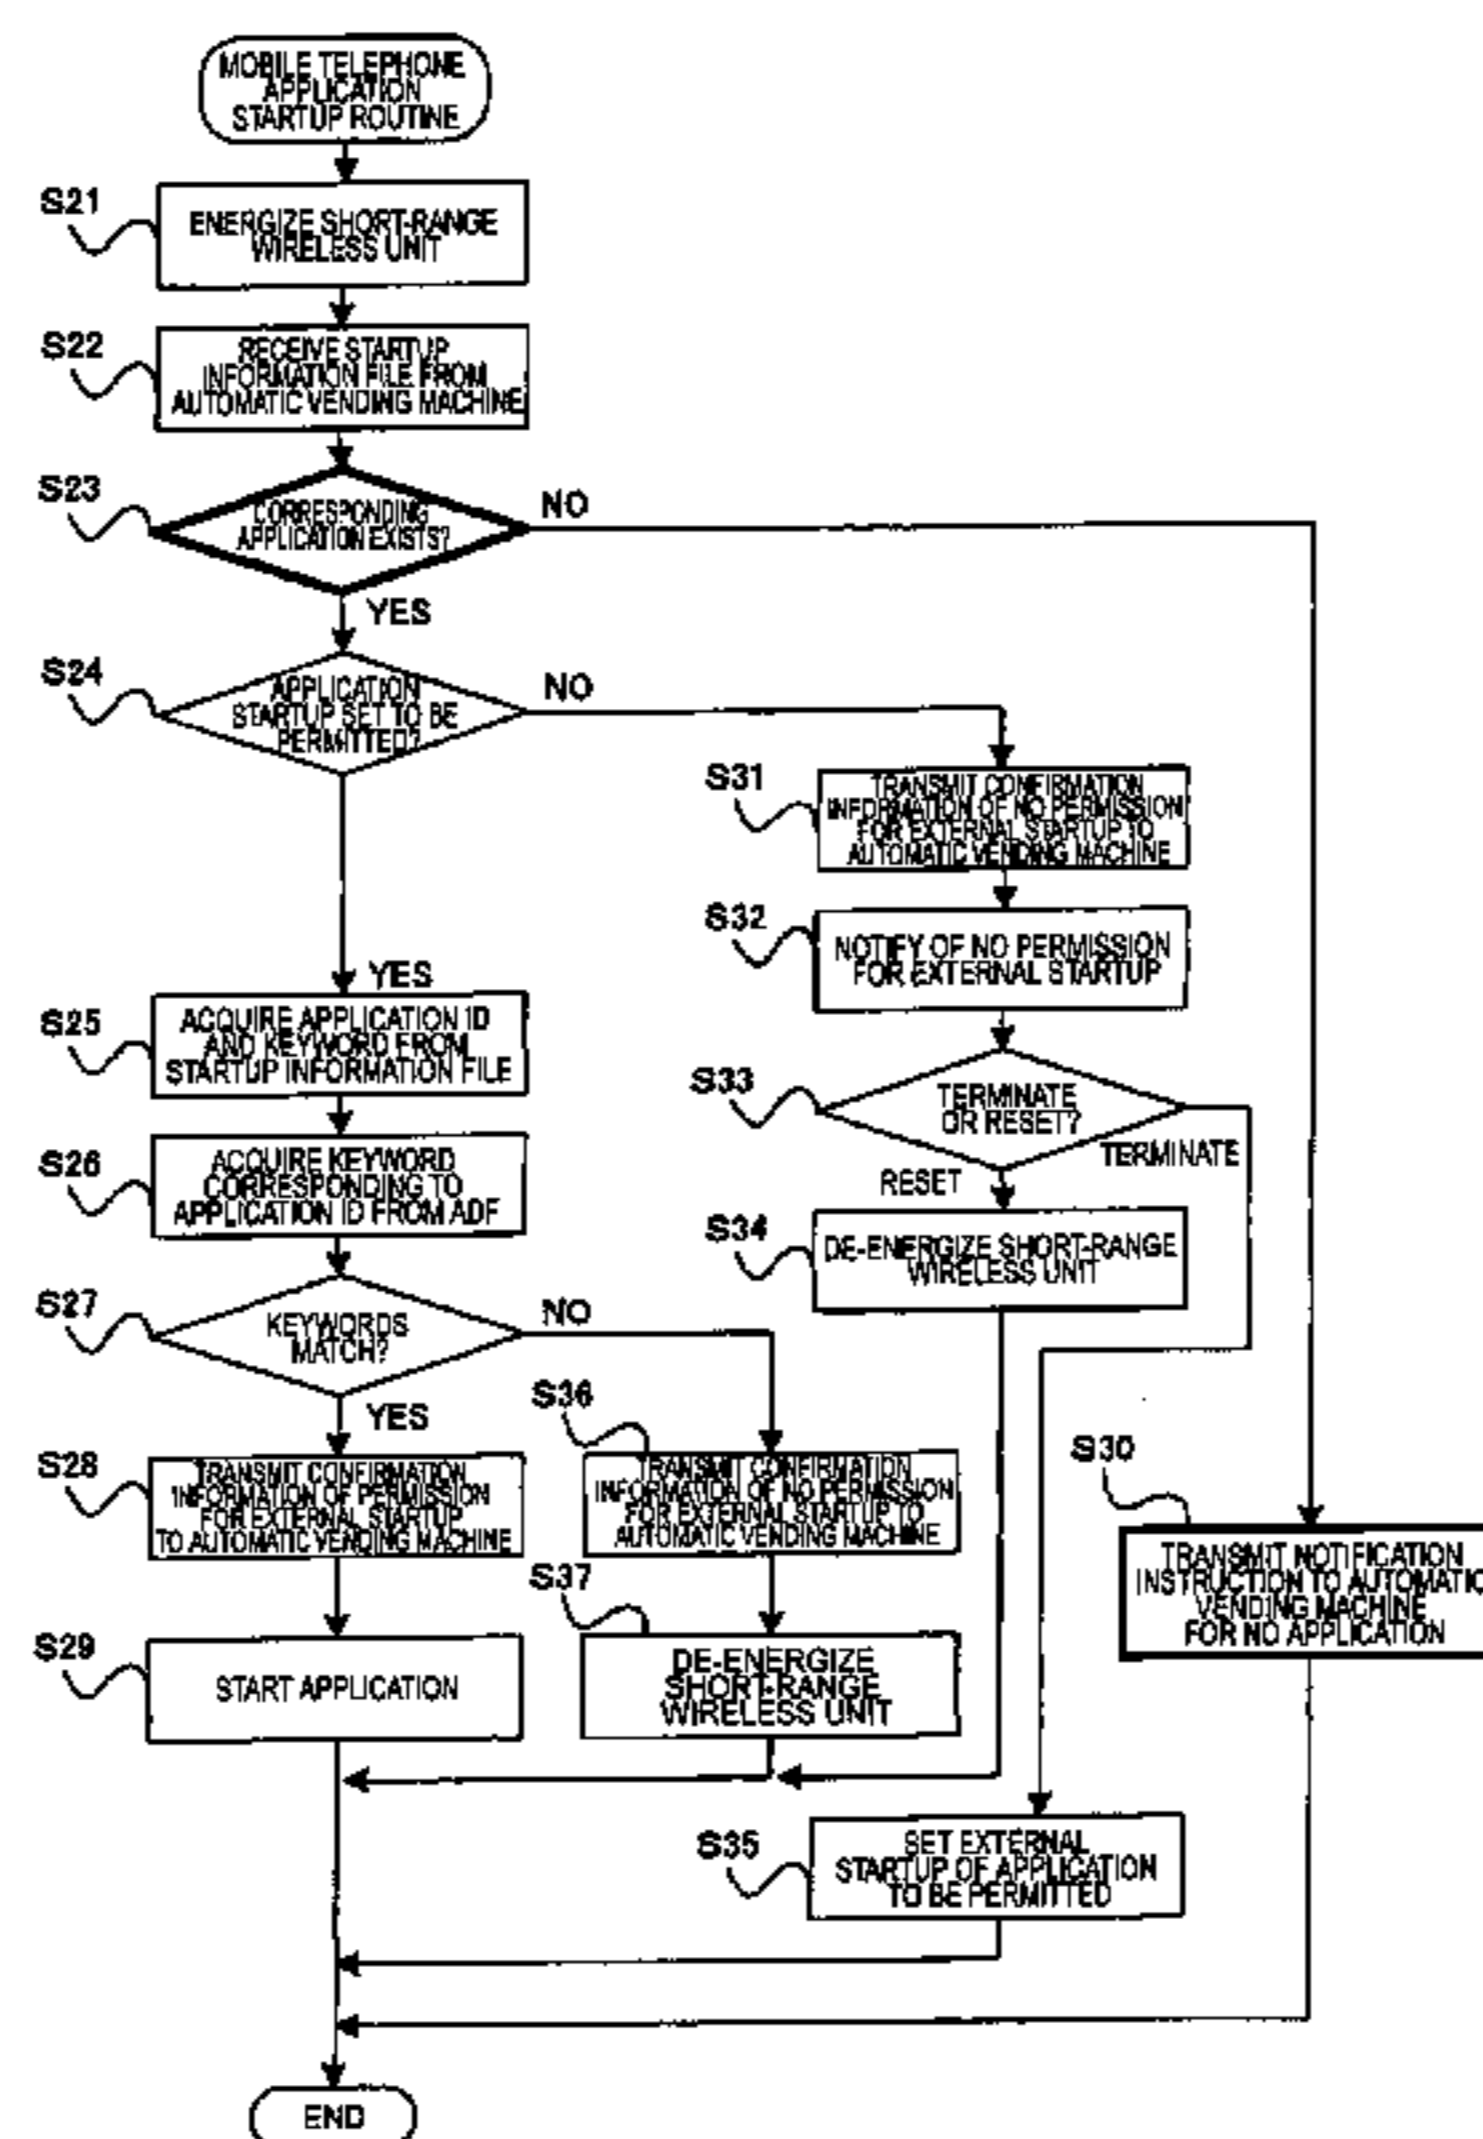 MOBILE TELEPHONE
APPLICATION
STARTUP ROUTINE
S21
ENERGIZE SHORT-RANGE
WIRELESS UNIT
S22
RECEIVE STARTUP
INFORMATION FILE FROM
AUTOMATIC VENDING MACHINE
S23
CORRESPONDING
APPLICATION EXISTS?
NO
YES
S24
APPLICATION
STARTUP SET TO BE
PERMITTED?
NO
S31
TRANSMIT CONFIRMATION
INFORMATION OF NO PERMISSION
FOR EXTERNAL STARTUP TO
AUTOMATIC VENDING MACHINE
S32
NOTIFY OF NO PERMISSION
FOR EXTERNAL STARTUP
YES
S25
ACQUIRE APPLICATION ID
AND KEYWORD FROM
STARTUP INFORMATION FILE
S33
TERMINATE
OR RESET?
TERMINATE
RESET
S26
ACQUIRE KEYWORD
CORRESPONDING TO
APPLICATION ID FROM ADF
S34
DE-ENERGIZE SHORT-RANGE
WIRELESS UNIT
S27
KEYWORDS
MATCH?
NO
YES
S36
TRANSMIT CONFIRMATION
INFORMATION OF NO PERMISSION
FOR EXTERNAL STARTUP TO
AUTOMATIC VENDING MACHINE
S28
TRANSMIT CONFIRMATION
INFORMATION OF PERMISSION
FOR EXTERNAL STARTUP
TO AUTOMATIC VENDING MACHINE
S30
TRANSMIT NOTIFICATION
INSTRUCTION TO AUTOMATIC
VENDING MACHINE
FOR NO APPLICATION
S37
DE-ENERGIZE
SHORT-RANGE
WIRELESS UNIT
S29
START APPLICATION
S35
SET EXTERNAL
STARTUP OF APPLICATION
TO BE PERMITTED
END